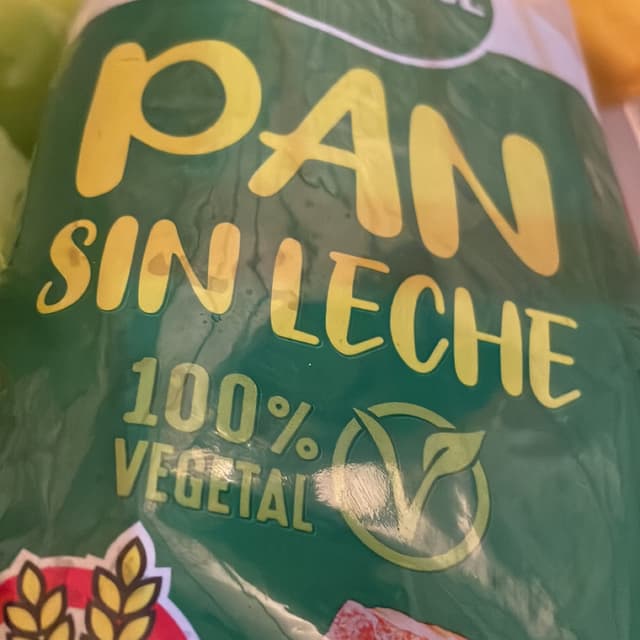 PAN
SIN LECHE
100%
VEGETAL